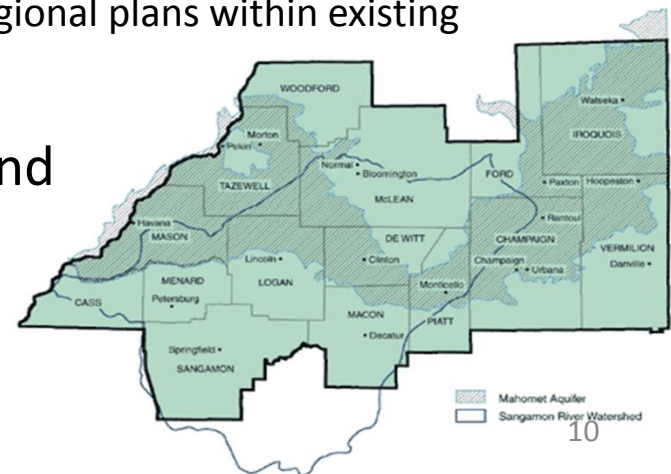 gional plans within existing
nd
WOODFORD
Watseka
Morton
Pekin
IROQUOIS
Normal
Bloomington
FORD
Paxton
Hoopeston
TAZEWELL
McLEAN
Rantoul
Havana
MASON
DE WITT
CHAMPAIGN
VERMILION
Lincoln
Clinton
Champaign
Urbana
Danville
MENARD
LOGAN
Monticello
CASS
Petersburg
MACON
PIATT
Decatur
Springfield
SANGAMON
Mahomet Aquifer
Sangamon River Watershed
10